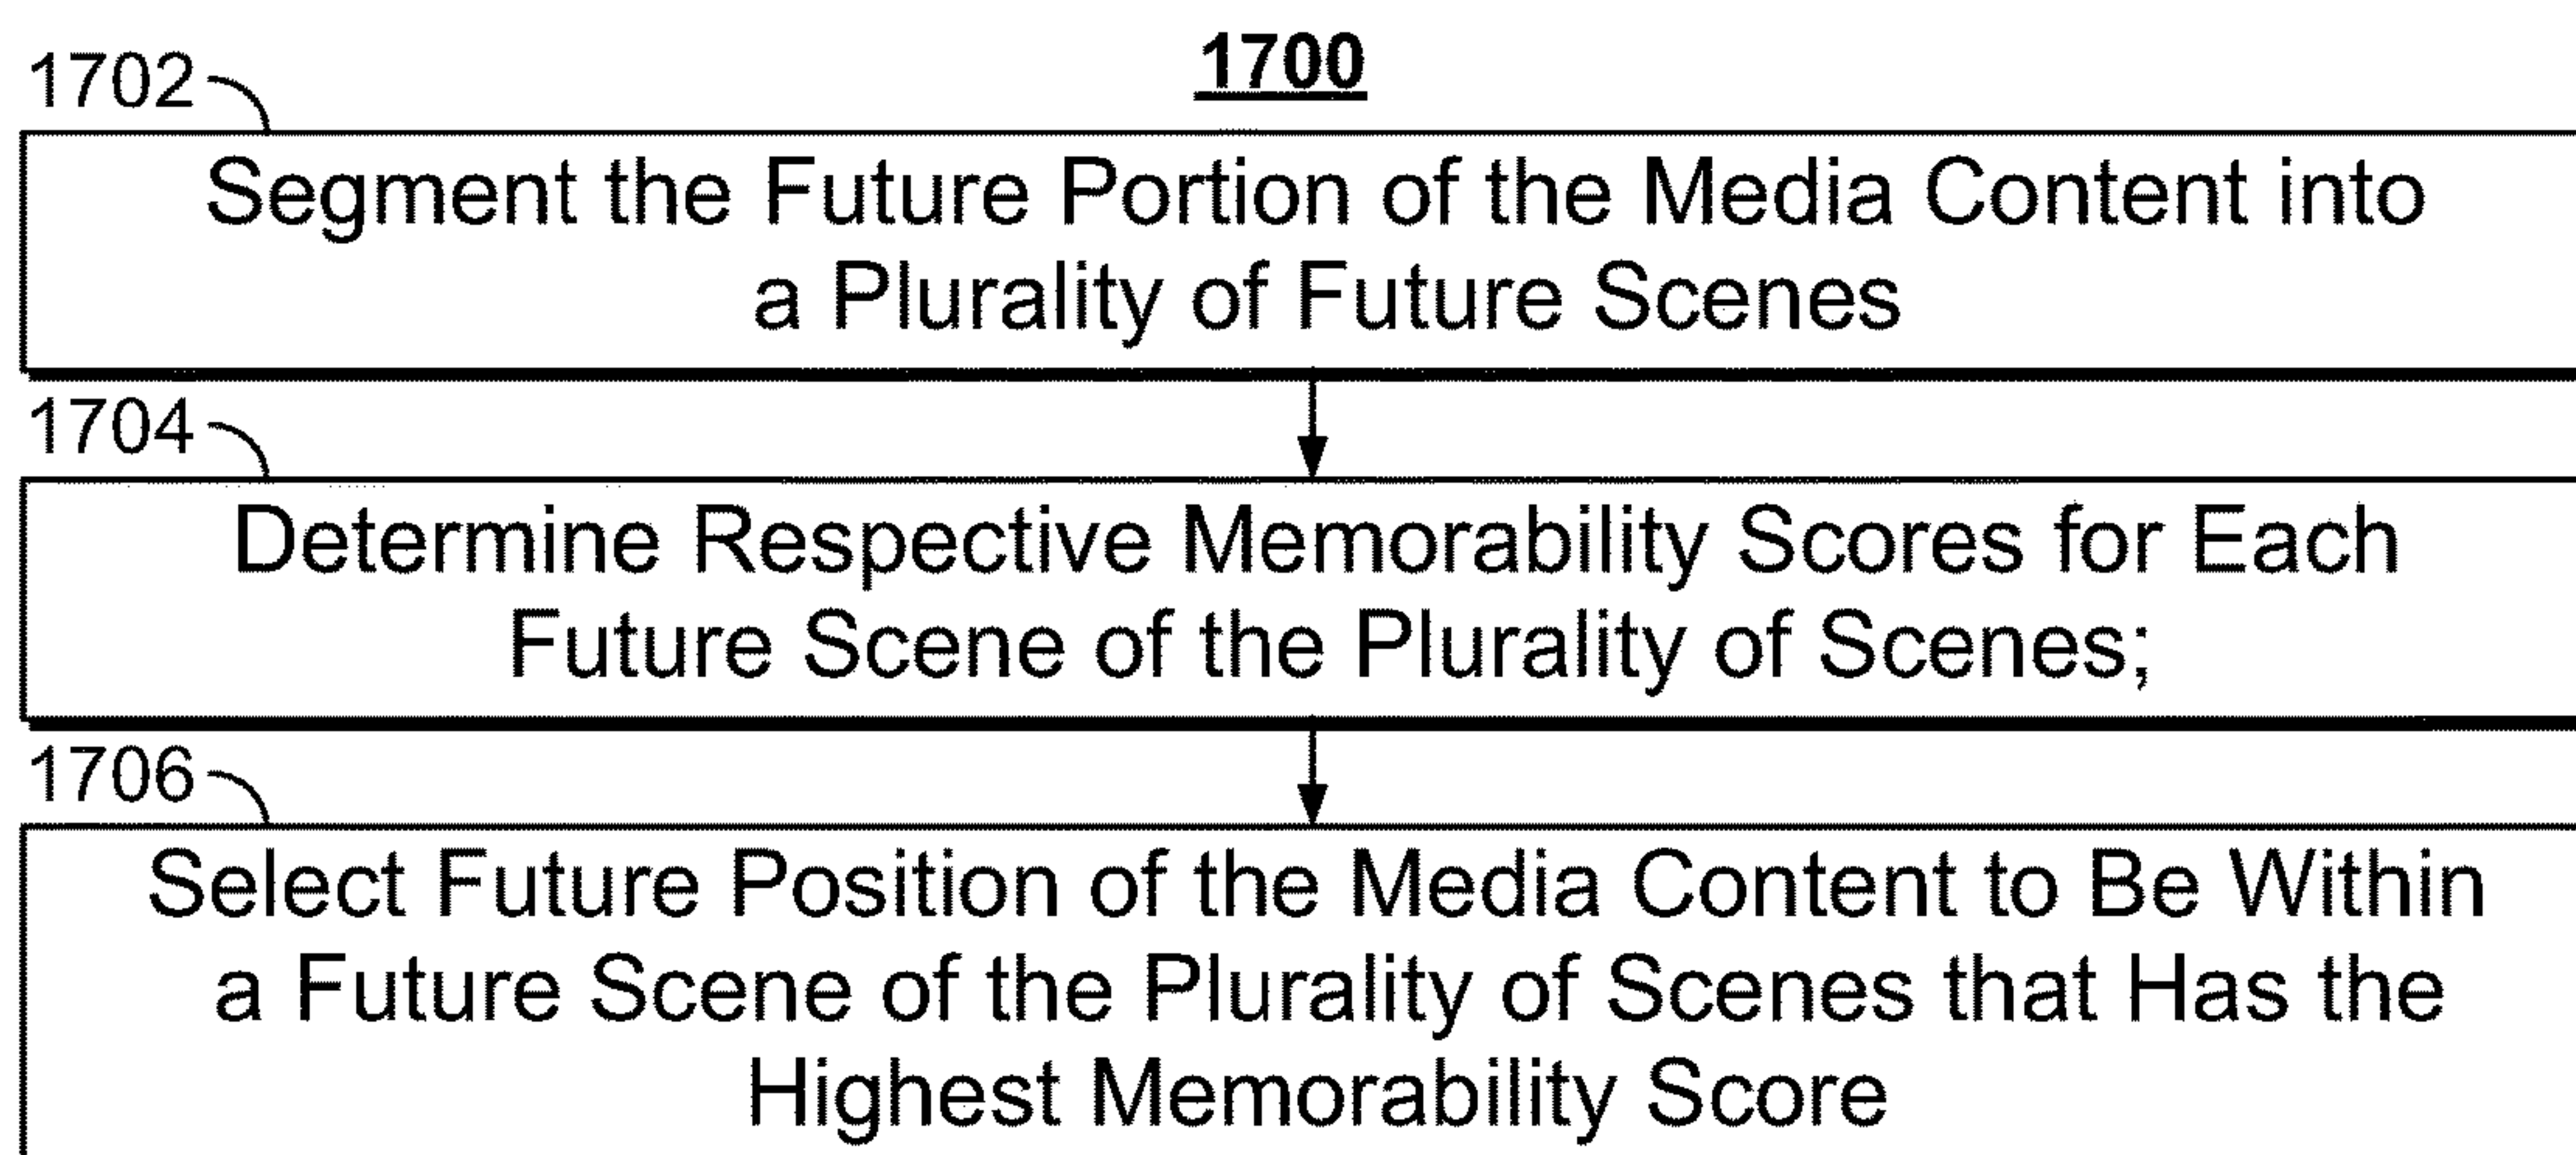 1700
1702
Segment the Future Portion of the Media Content into
a Plurality of Future Scenes
1704
Determine Respective Memorability Scores for Each
Future Scene of the Plurality of Scenes;
1706
Select Future Position of the Media Content to Be Within
a Future Scene of the Plurality of Scenes that Has the
Highest Memorability Score